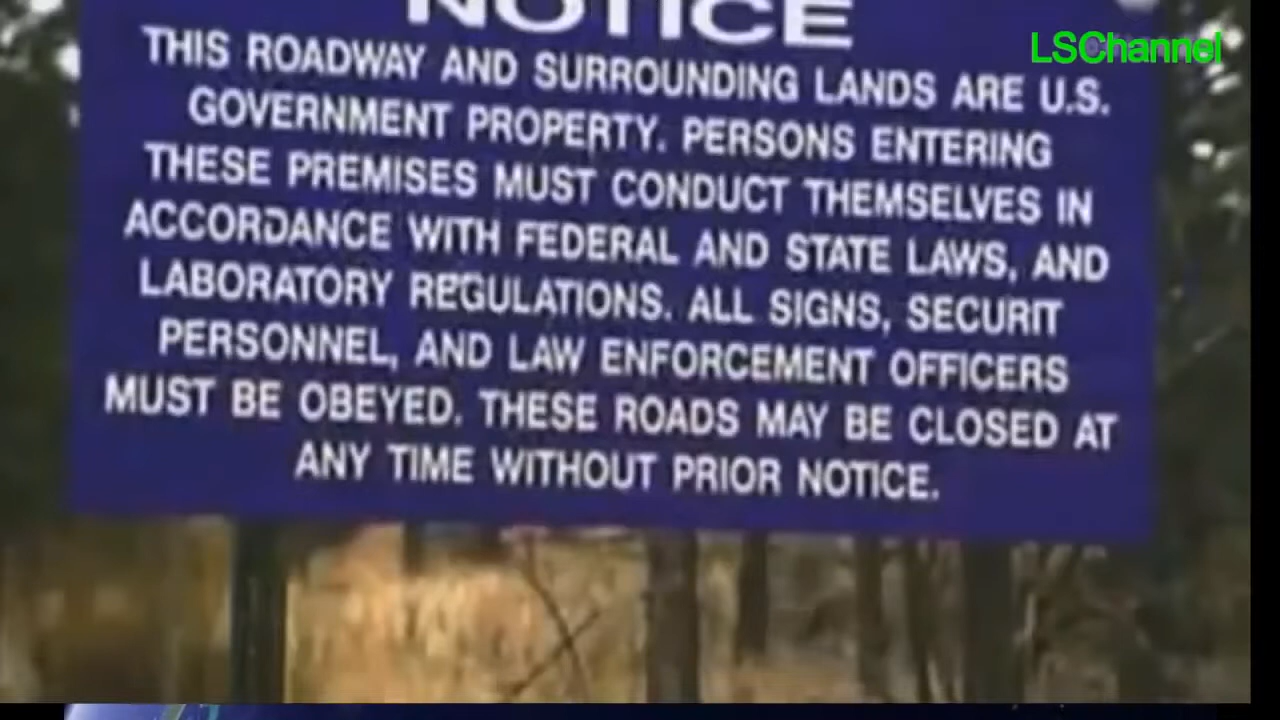 NOTICE
LSChannel
THIS ROADWAY AND SURROUNDING LANDS ARE U.S.
GOVERNMENT PROPERTY. PERSONS ENTERING
THESE PREMISES MUST CONDUCT THEMSELVES IN
ACCORDANCE WITH FEDERAL AND STATE LAWS, AND
LABORATORY REGULATIONS. ALL SIGNS, SECURIT
PERSONNEL, AND LAW ENFORCEMENT OFFICERS
MUST BE OBEYED. THESE ROADS MAY BE CLOSED AT
ANY TIME WITHOUT PRIOR NOTICE.